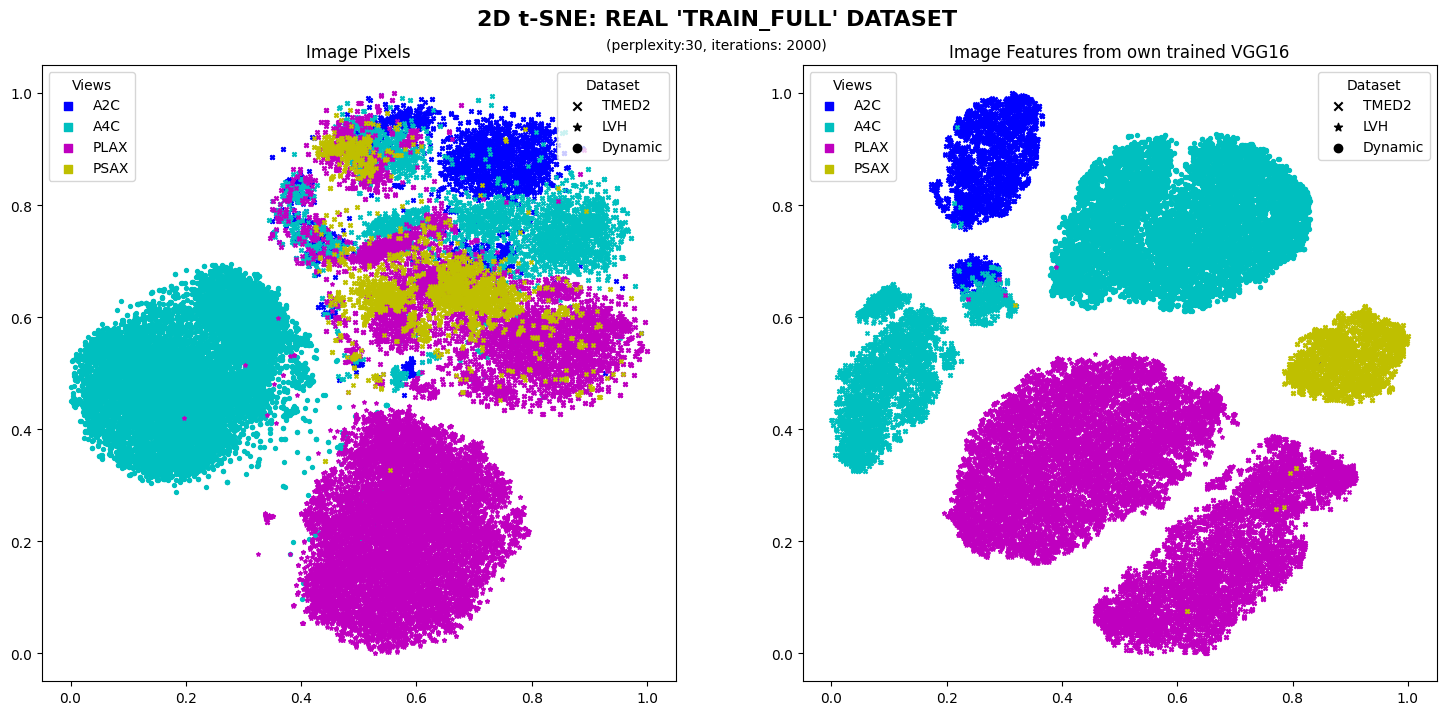 2D t-SNE: REAL 'TRAIN_FULL' DATASET
(perplexity:30, iterations: 2000)
Image Pixels
Views
A2C
A4C
PLAX
PSAX
Dataset
TMED2
LVH
Dynamic
1.0
0.8
0.6
0.4
0.2
0.0
0.0 0.2 0.4 0.6 0.8 1.0
Image Features from own trained VGG16
Views
A2C
A4C
PLAX
PSAX
Dataset
TMED2
LVH
Dynamic
1.0
0.8
0.6
0.4
0.2
0.0
0.0 0.2 0.4 0.6 0.8 1.0